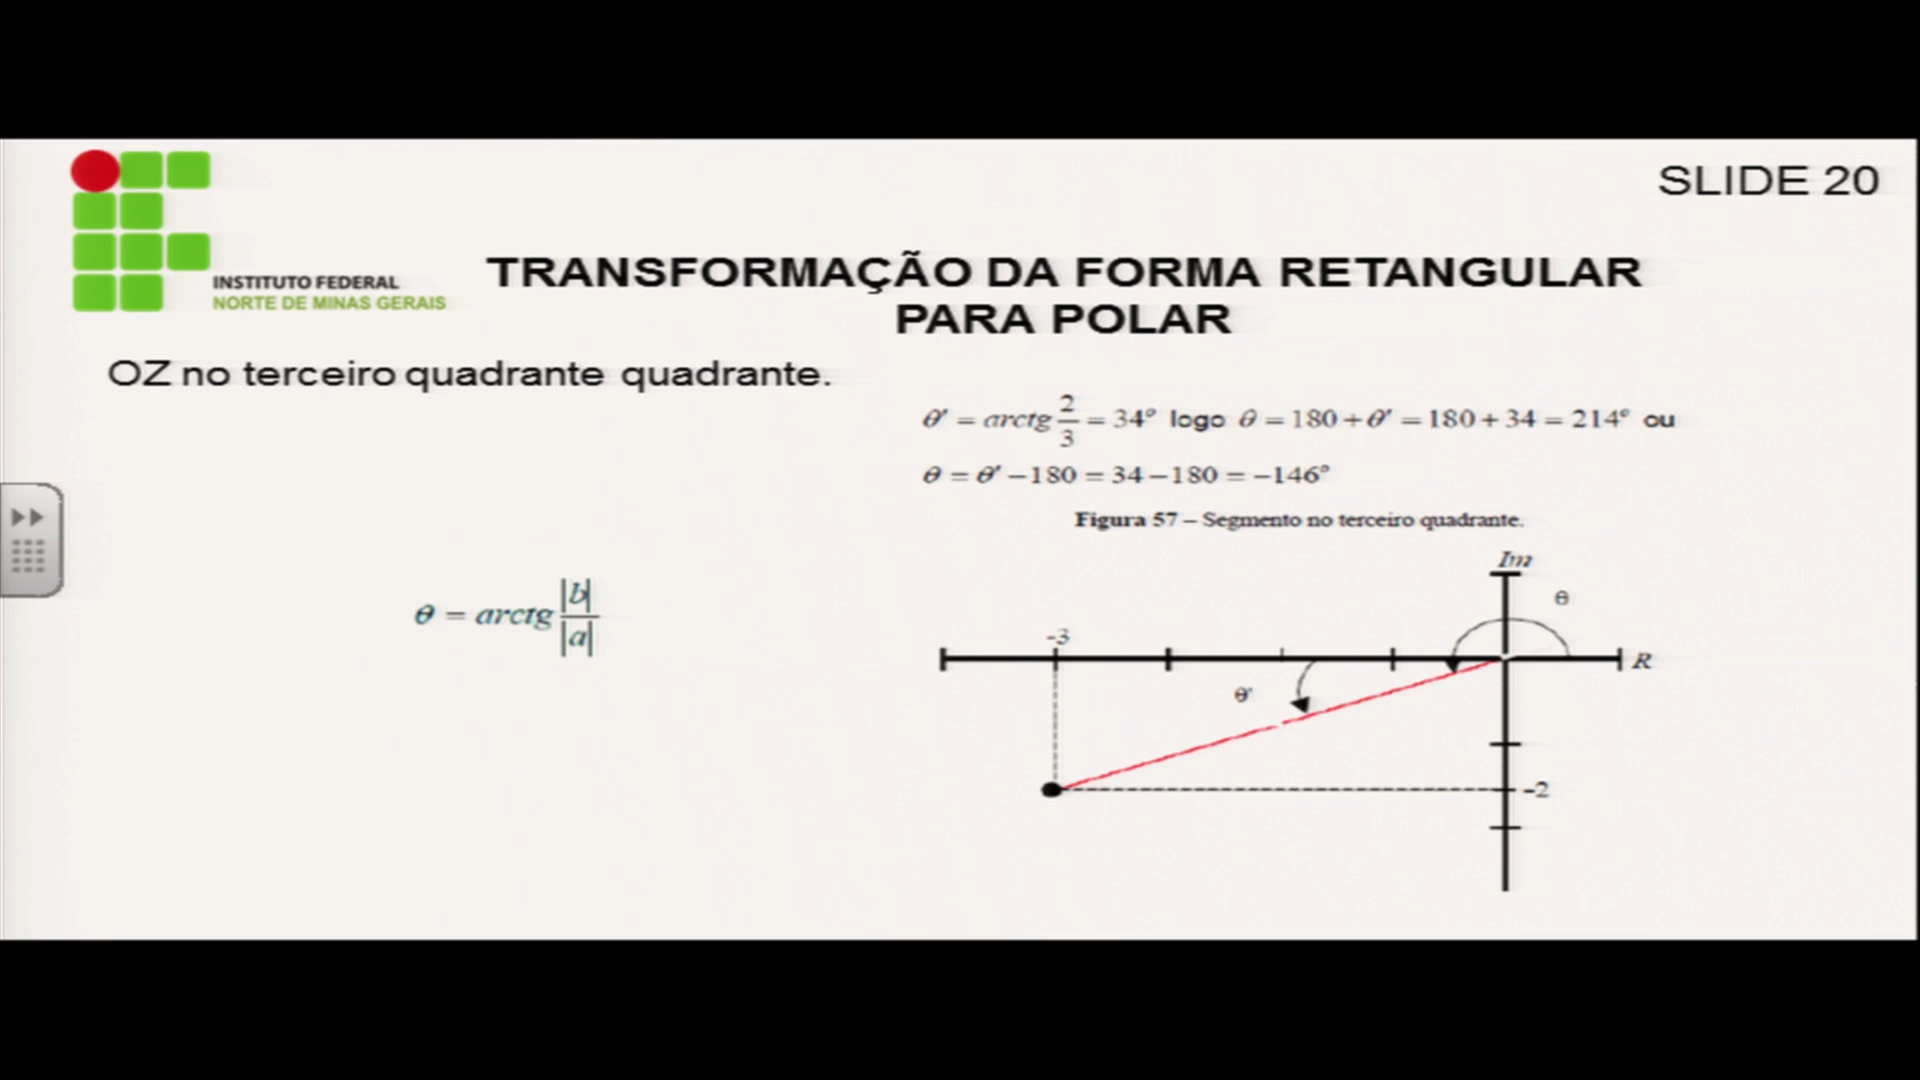 SLIDE 20
INSTITUTO FEDERAL
NORTE DE MINAS GERAIS
TRANSFORMAÇÃO DA FORMA RETANGULAR
PARA POLAR
OZ no terceiro quadrante quadrante.
θ' = arctg 2/3 = 34° logo θ = 180 + θ' = 180 + 34 = 214° ou
θ = θ' − 180 = 34 − 180 = −146°
Figura 57 – Segmento no terceiro quadrante.
θ = arctg |b|/|a|
Im
θ
-3
R
θ'
-2